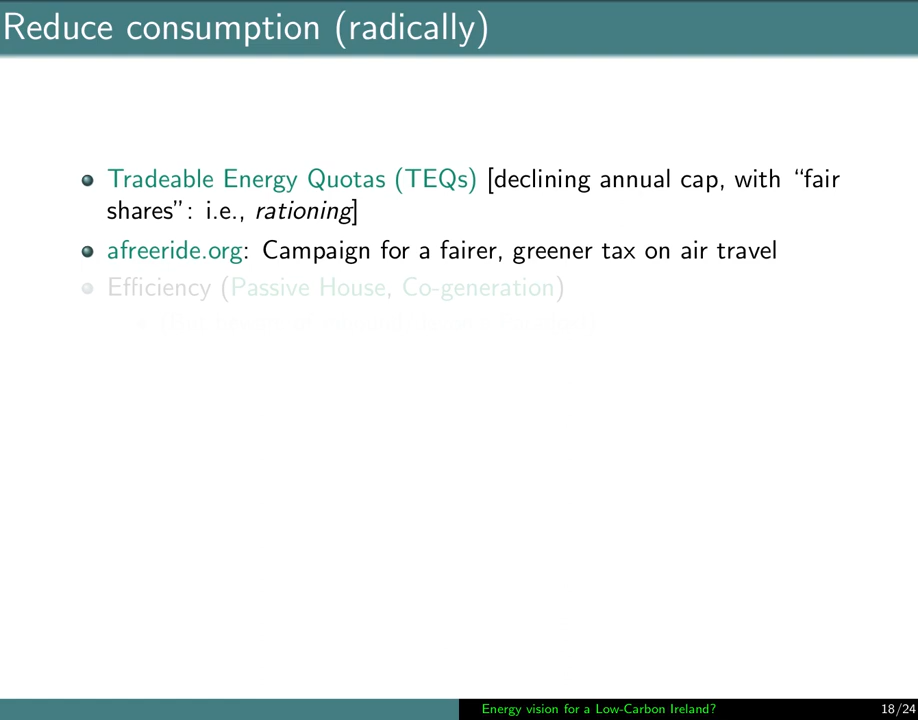 Reduce consumption (radically)
Tradeable Energy Quotas (TEQs) [declining annual cap, with “fair
shares”: i.e., rationing]
afreeride.org: Campaign for a fairer, greener tax on air travel
Efficiency (Passive House, Co-generation)
Energy vision for a Low-Carbon Ireland?
18/24